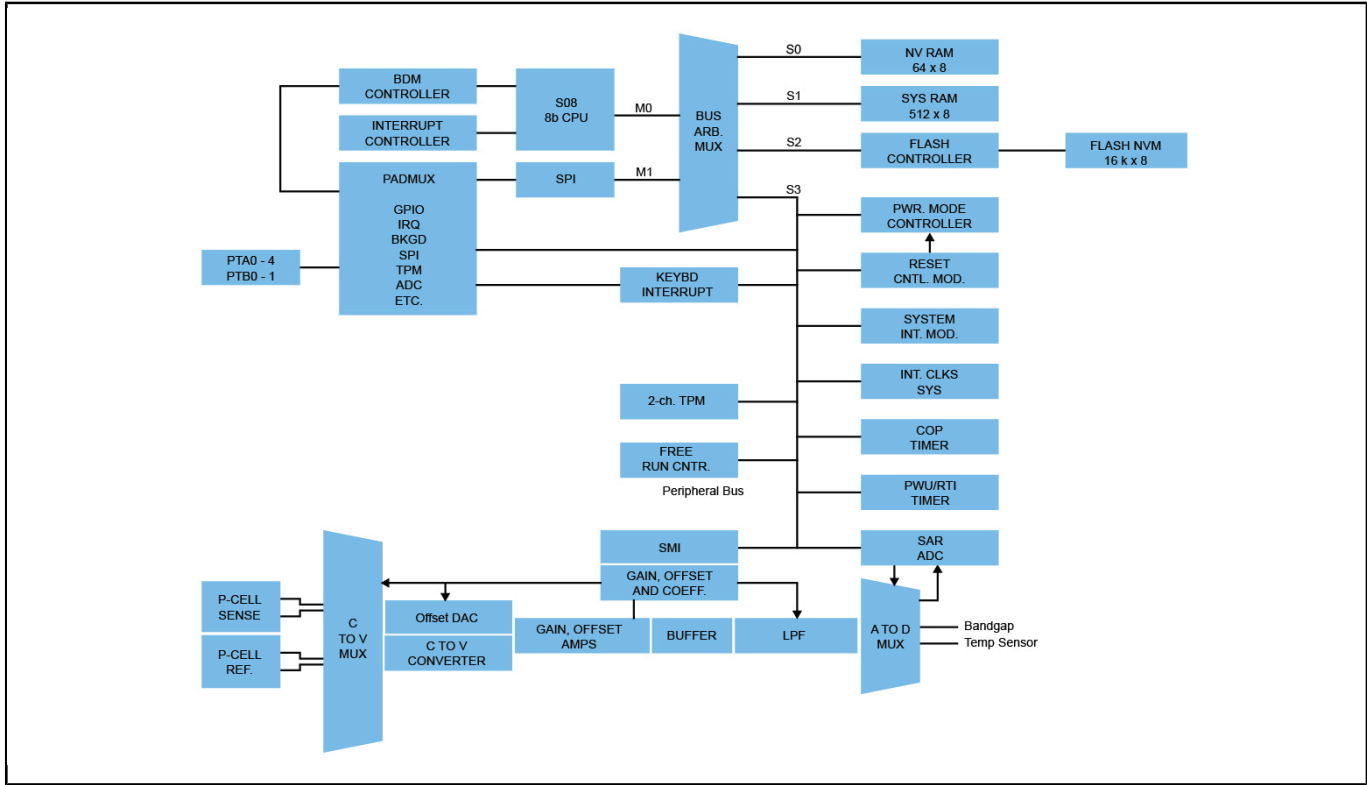 BDM
CONTROLLER
INTERRUPT
CONTROLLER
S08
8b CPU
M0
PADMUX
GPIO
IRQ
BKGD
SPI
TPM
ADC
ETC.
SPI
M1
PTA0 - 4
PTB0 - 1
BUS
ARB.
MUX
S0
S1
S2
S3
NV RAM
64 x 8
SYS RAM
512 x 8
FLASH
CONTROLLER
FLASH NVM
16 k x 8
PWR. MODE
CONTROLLER
RESET
CNTL. MOD.
KEYBD
INTERRUPT
SYSTEM
INT. MOD.
INT. CLKS
SYS
2-ch. TPM
COP
TIMER
FREE
RUN CNTR.
Peripheral Bus
PWU/RTI
TIMER
SMI
SAR
ADC
GAIN, OFFSET
AND COEFF.
P-CELL
SENSE
P-CELL
REF.
C
TO V
MUX
Offset DAC
C TO V
CONVERTER
GAIN, OFFSET
AMPS
BUFFER
LPF
A TO D
MUX
Bandgap
Temp Sensor